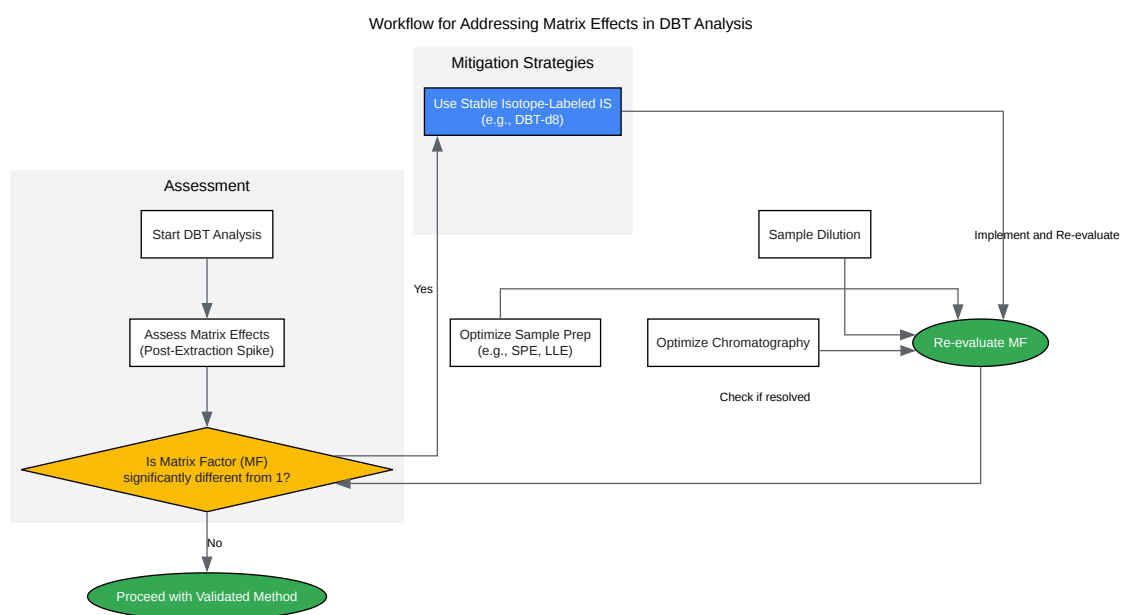 Workflow for Addressing Matrix Effects in DBT Analysis
Mitigation Strategies
Use Stable Isotope-Labeled IS
(e.g., DBT-d8)
Assessment
Start DBT Analysis
Sample Dilution
Implement and Re-evaluate
Yes
Assess Matrix Effects
(Post-Extraction Spike)
Optimize Sample Prep
(e.g., SPE, LLE)
Optimize Chromatography
Re-evaluate MF
Check if resolved
Is Matrix Factor (MF)
significantly different from 1?
No
Proceed with Validated Method